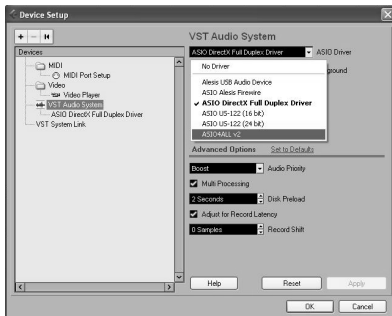 Device Setup
VST Audio System
Devices
MIDI
MIDI Port Setup
Video
Video Player
VST Audio System
ASIO DirectX Full Duplex Driver
VST System Link
ASIO DirectX Full Duplex Driver
ASIO Driver
No Driver
ground
Alesis USB Audio Device
ASIO Alesis Firewire
ASIO DirectX Full Duplex Driver
ASIO US-122 (16 bit)
ASIO US-122 (24 bit)
ASIO4ALL v2
Advanced Options Set to Defaults
Boost Audio Priority
Multi Processing
2 Seconds Disk Preload
Adjust for Record Latency
0 Samples Record Shift
Help Reset Apply
OK Cancel